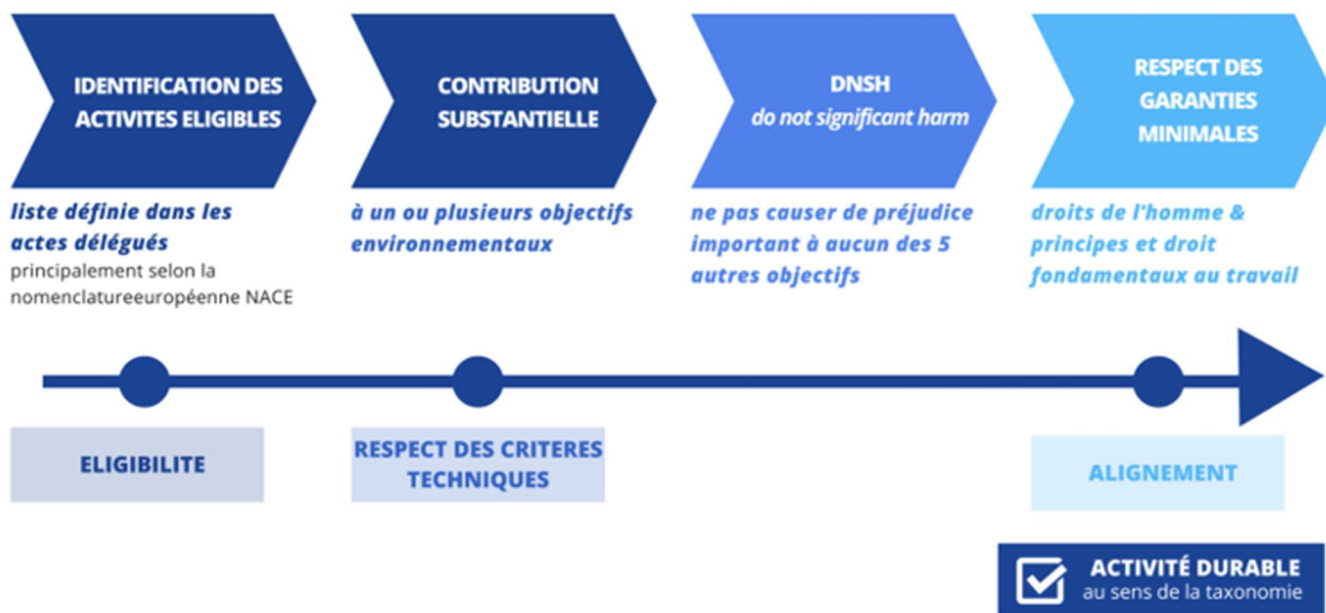 IDENTIFICATION DES
ACTIVITES ELIGIBLES
CONTRIBUTION
SUBSTANTIELLE
DNSH
do not significant harm
RESPECT DES
GARANTIES
MINIMALES
liste définie dans les
actes délégués
principalement selon la
nomenclatureeuropéenne NACE
à un ou plusieurs objectifs
environnementaux
ne pas causer de préjudice
important à aucun des 5
autres objectifs
droits de l'homme &
principes et droit
fondamentaux au travail
ELIGIBILITE
RESPECT DES CRITERES
TECHNIQUES
ALIGNEMENT
ACTIVITÉ DURABLE
au sens de la taxonomie